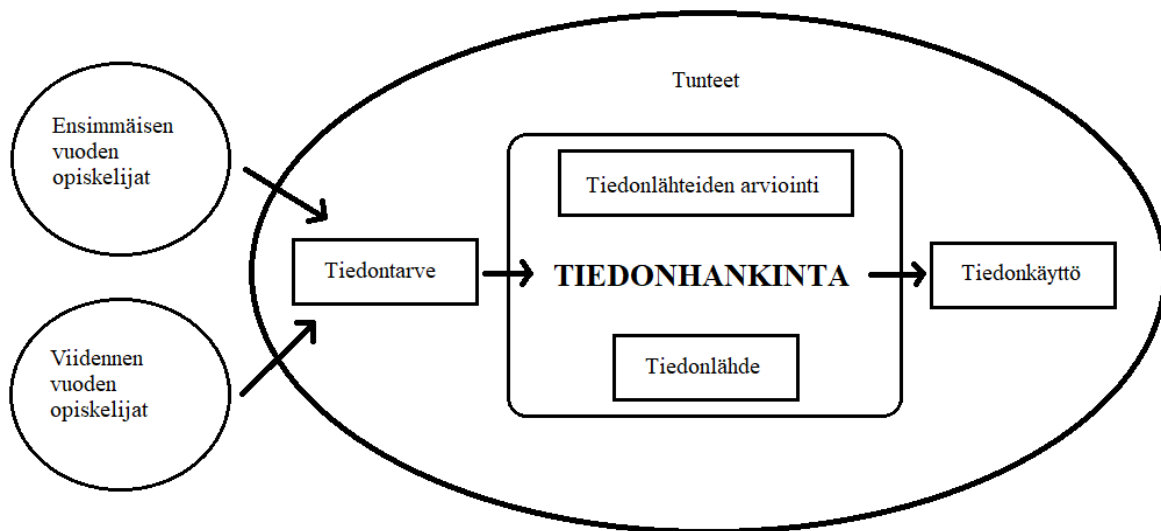 Ensimmäisen
vuoden
opiskelijat
Viidennen
vuoden
opiskelijat
Tunteet
Tiedontarve
Tiedonlähteiden arviointi
TIEDONHANKINTA
Tiedonlähde
Tiedonkäyttö